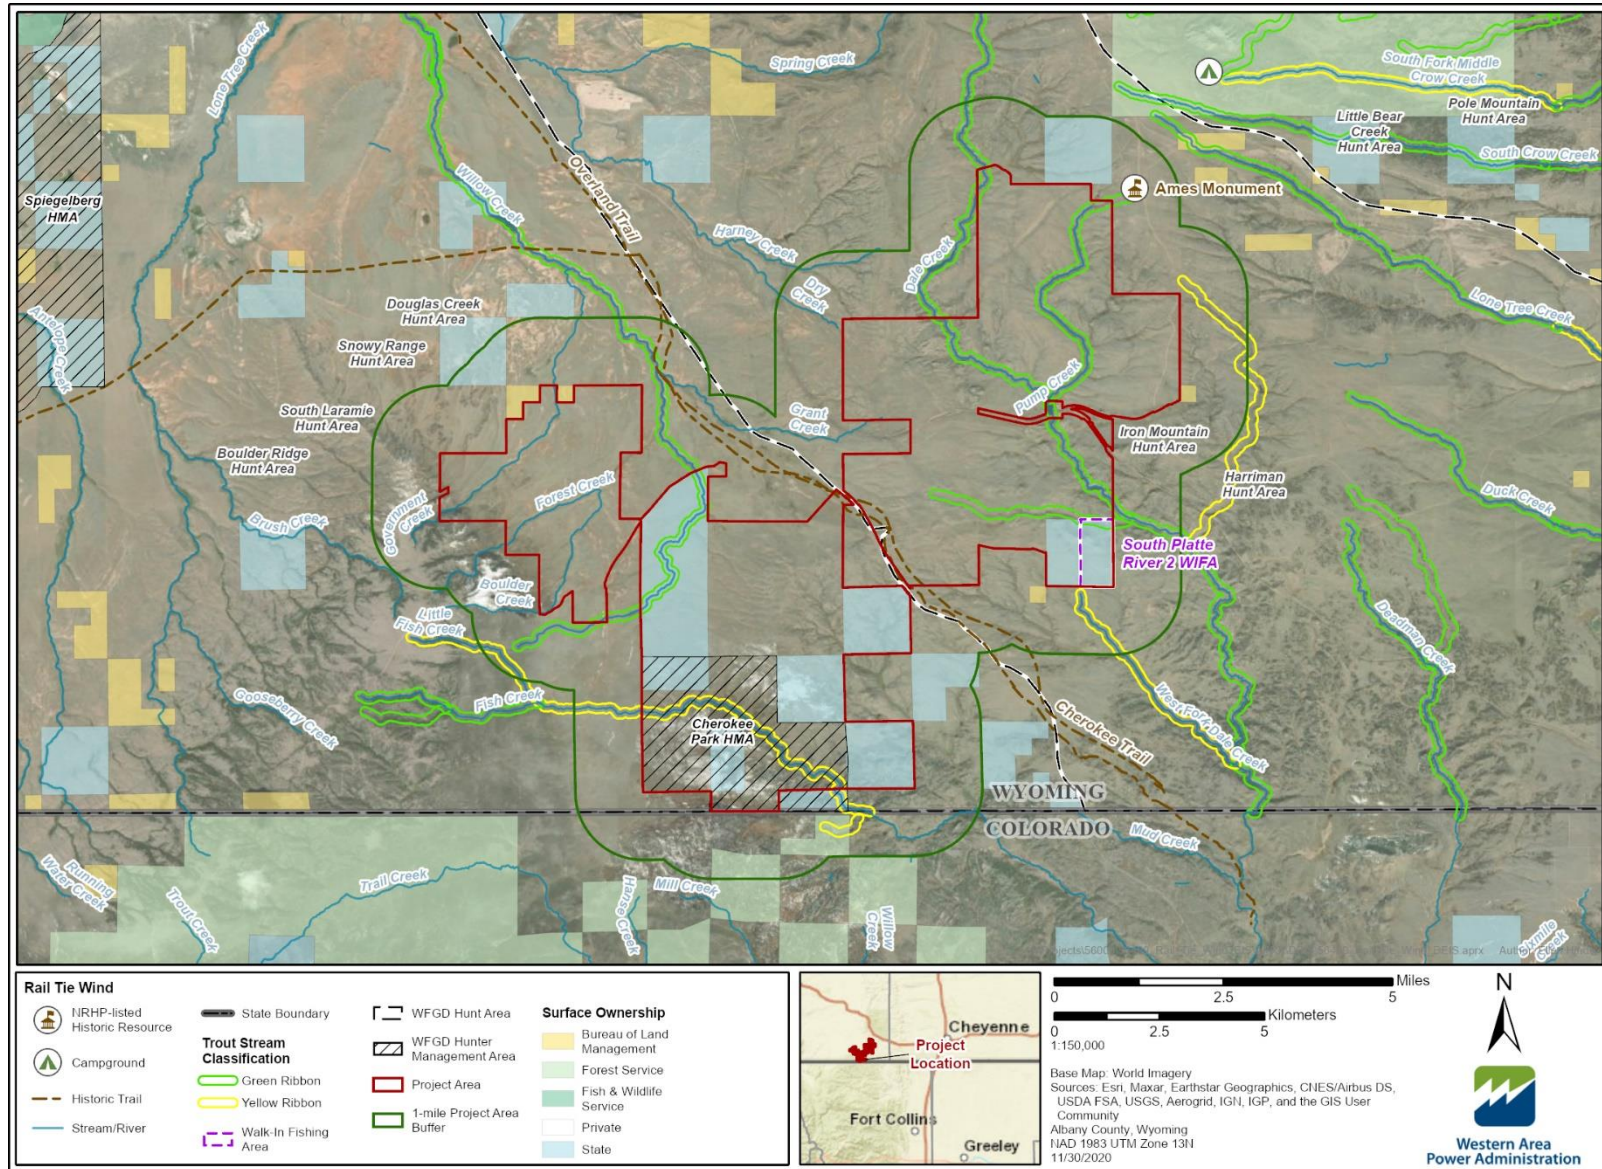 Lone Tree Creek
Spring Creek
South Fork Middle
Crow Creek
Pole Mountain
Hunt Area
Little Bear
Creek
Hunt Area
South Crow Creek
Overland Trail
Willow Creek
Ames Monument
Spiegelberg
HMA
Harney Creek
Dale Creek
Dry
Creek
Lone Tree Creek
Antelope Creek
Douglas Creek
Hunt Area
Snowy Range
Hunt Area
South Laramie
Hunt Area
Boulder Ridge
Hunt Area
Grant
Creek
Pump Creek
Iron Mountain
Hunt Area
Harriman
Hunt Area
Duck Creek
Brush Creek
Government
Creek
Forest Creek
South Platte
River 2 WIFA
Boulder
Creek
Little
Fish Creek
Deadman Creek
Gooseberry Creek
Fish Creek
Cherokee
Park HMA
Cherokee Trail
West Fork Dale Creek
WYOMING
COLORADO
Mud Creek
Running
Water Creek
Trout Creek
Trail Creek
Hanse Creek
Mill Creek
Willow
Creek
Sixmile
Creek
Rail Tie Wind
NRHP-listed
Historic Resource
Campground
Historic Trail
Stream/River
State Boundary
Trout Stream
Classification
Green Ribbon
Yellow Ribbon
Walk-In Fishing
Area
WFGD Hunt Area
WFGD Hunter
Management Area
Project Area
1-mile Project Area
Buffer
Surface Ownership
Bureau of Land
Management
Forest Service
Fish & Wildlife
Service
Private
State
Cheyenne
Project
Location
Fort Collins
Greeley
Miles
0 2.5 5
Kilometers
0 2.5 5
1:150,000
Base Map: World Imagery
Sources: Esri, Maxar, Earthstar Geographics, CNES/Airbus DS,
USDA FSA, USGS, Aerogrid, IGN, IGP, and the GIS User
Community
Albany County, Wyoming
NAD 1983 UTM Zone 13N
11/30/2020
N
Western Area
Power Administration